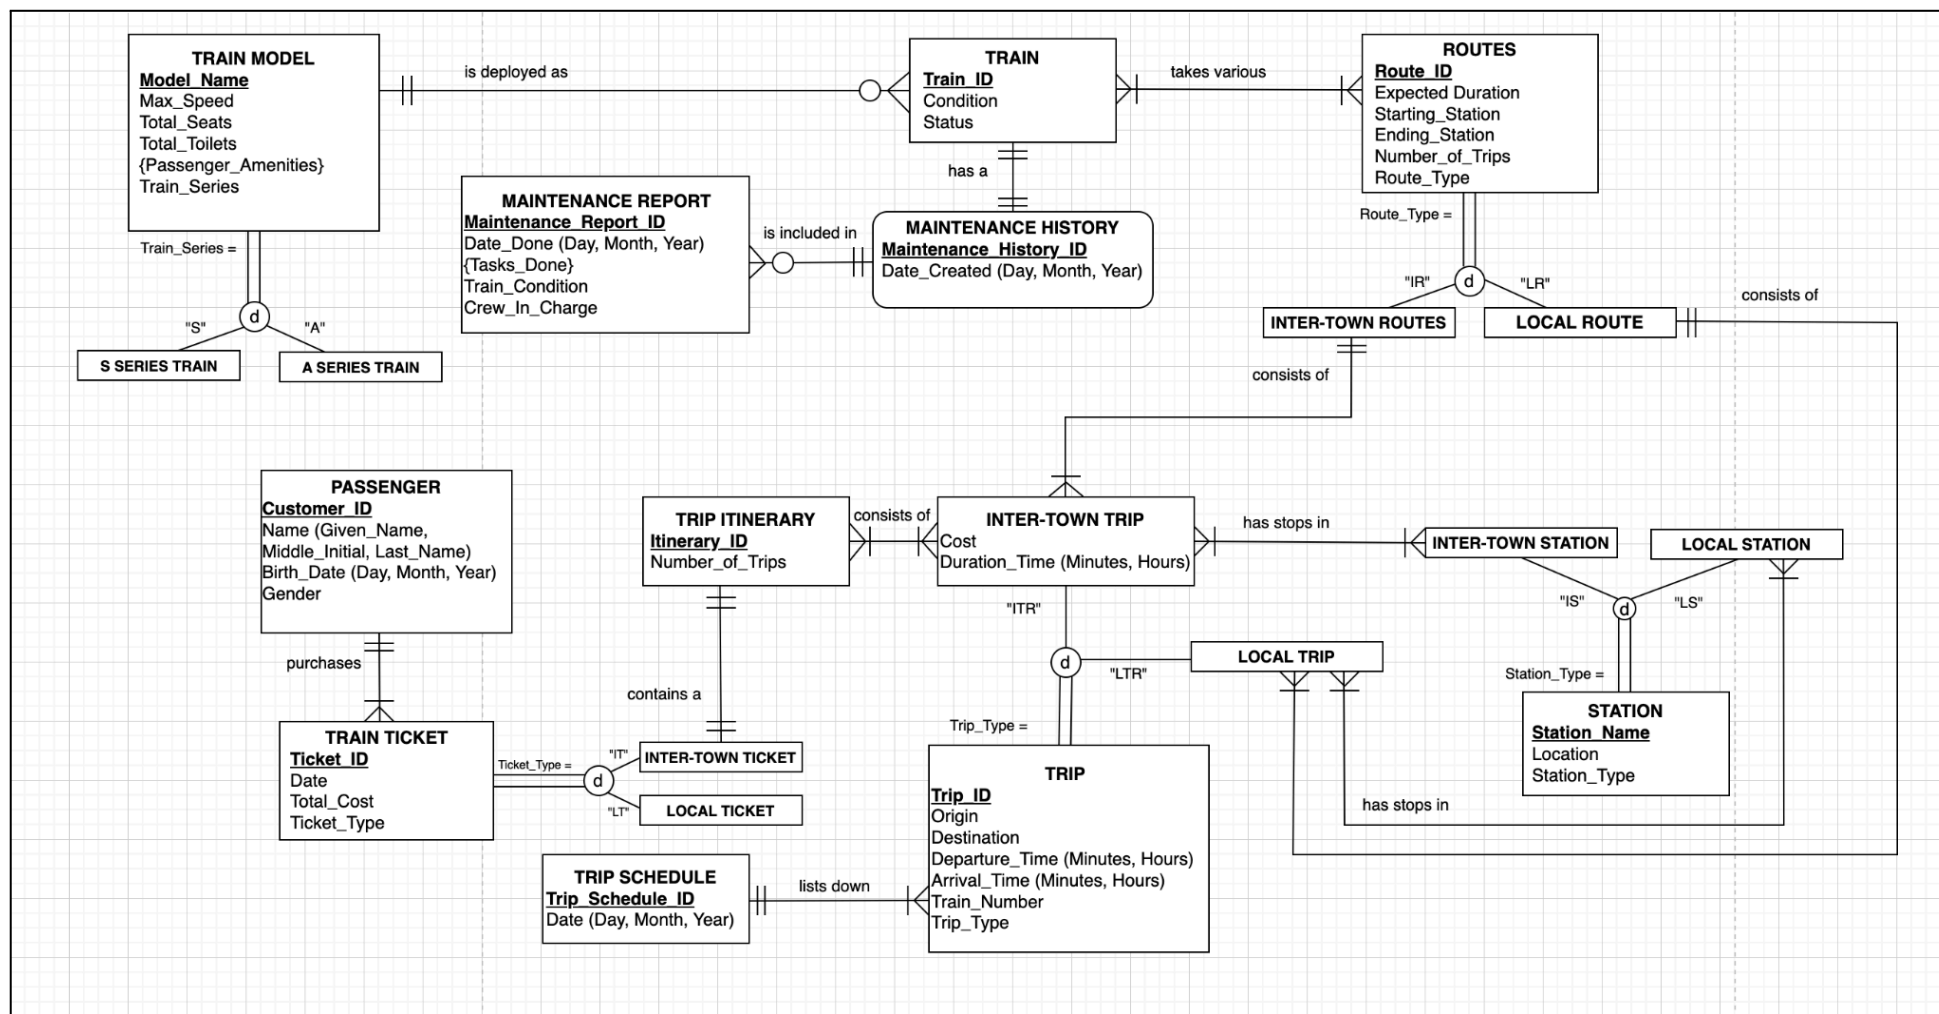 TRAIN MODEL
Model_Name
Max_Speed
Total_Seats
Total_Toilets
{Passenger_Amenities}
Train_Series
is deployed as
TRAIN
Train_ID
Condition
Status
takes various
ROUTES
Route_ID
Expected Duration
Starting_Station
Ending_Station
Number_of_Trips
Route_Type
has a
MAINTENANCE REPORT
Maintenance_Report_ID
Date_Done (Day, Month, Year)
{Tasks_Done}
Train_Condition
Crew_In_Charge
is included in
MAINTENANCE HISTORY
Maintenance_History_ID
Date_Created (Day, Month, Year)
Train_Series =
d
"S"
"A"
S SERIES TRAIN
A SERIES TRAIN
Route_Type =
d
"IR"
"LR"
INTER-TOWN ROUTES
LOCAL ROUTE
consists of
consists of
PASSENGER
Customer_ID
Name (Given_Name,
Middle_Initial, Last_Name)
Birth_Date (Day, Month, Year)
Gender
purchases
TRIP ITINERARY
Itinerary_ID
Number_of_Trips
consists of
INTER-TOWN TRIP
Cost
Duration_Time (Minutes, Hours)
has stops in
INTER-TOWN STATION
LOCAL STATION
"IS"
d
"LS"
Station_Type =
STATION
Station_Name
Location
Station_Type
"ITR"
d
"LTR"
LOCAL TRIP
has stops in
contains a
TRAIN TICKET
Ticket_ID
Date
Total_Cost
Ticket_Type
Ticket_Type =
d
"IT"
"LT"
INTER-TOWN TICKET
LOCAL TICKET
Trip_Type =
TRIP
Trip_ID
Origin
Destination
Departure_Time (Minutes, Hours)
Arrival_Time (Minutes, Hours)
Train_Number
Trip_Type
TRIP SCHEDULE
Trip_Schedule_ID
Date (Day, Month, Year)
lists down